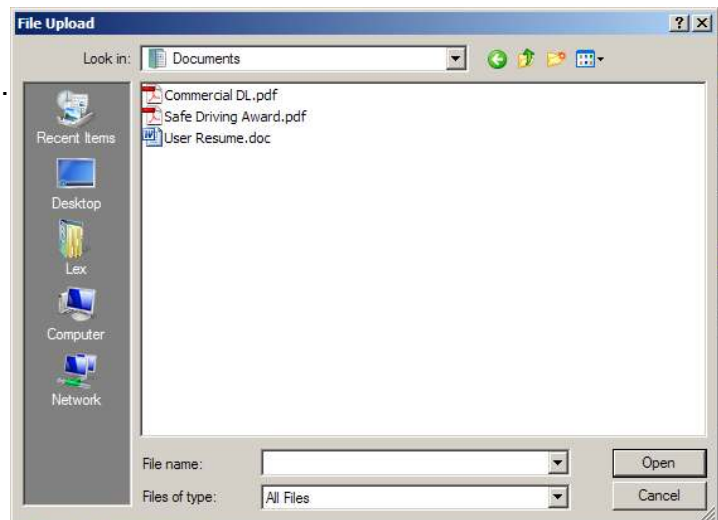 File Upload
Look in: Documents
Commercial DL.pdf
Safe Driving Award.pdf
User Resume.doc
Recent Items
Desktop
Lex
Computer
Network
File name: Open
Files of type: All Files Cancel